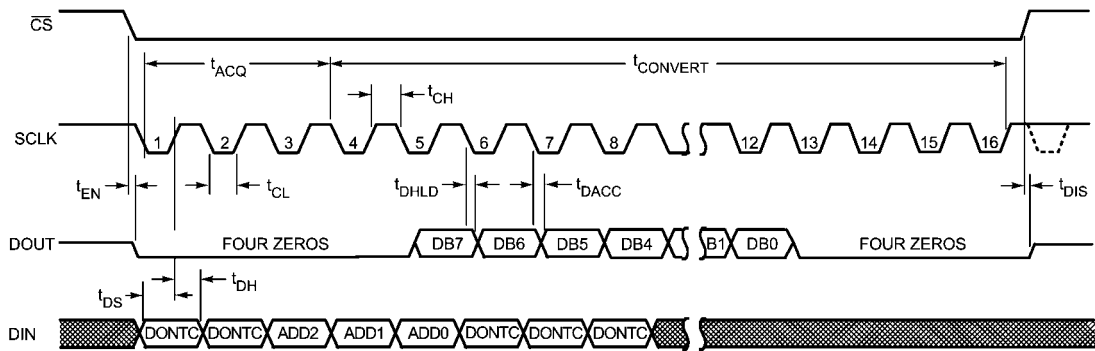 CS
tACQ
tCONVERT
tCH
SCLK
1 2 3 4 5 6 7 8 12 13 14 15 16
tEN
tCL
tDHLD
tDACC
tDIS
DOUT
FOUR ZEROS DB7 DB6 DB5 DB4 B1 DB0 FOUR ZEROS
tDS
tDH
DIN
DONTC DONTC ADD2 ADD1 ADD0 DONTC DONTC DONTC